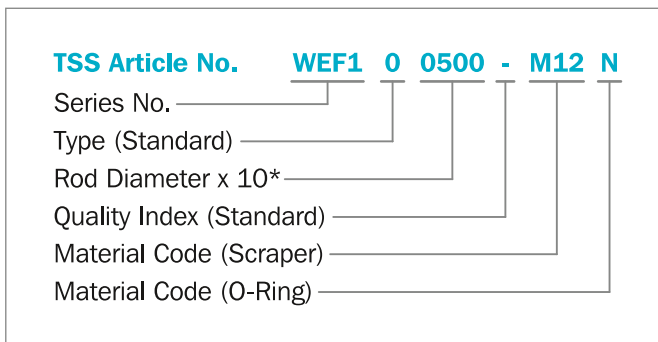 TSS Article No. WEF1 0 0500 - M12 N
Series No.
Type (Standard)
Rod Diameter x 10*
Quality Index (Standard)
Material Code (Scraper)
Material Code (O-Ring)